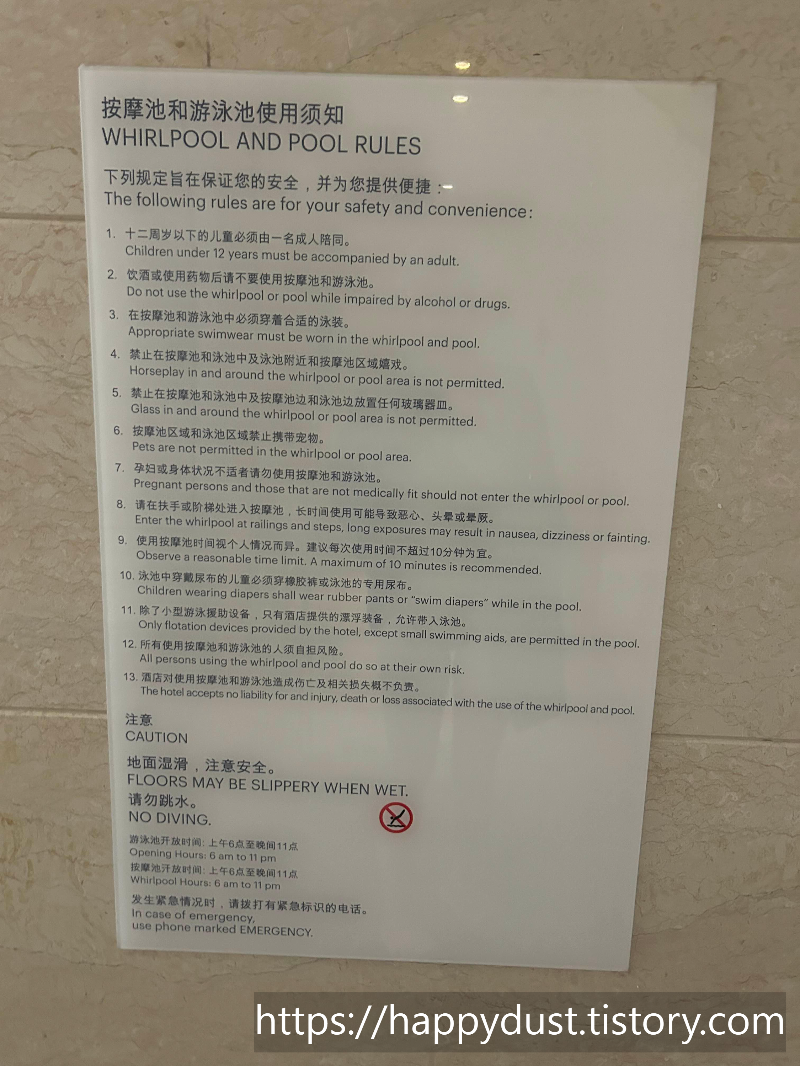 按摩池和游泳池使用须知
WHIRLPOOL AND POOL RULES
下列规定旨在保证您的安全，并为您提供便捷：
The following rules are for your safety and convenience:
1. 十二周岁以下的儿童必须由一名成人陪同。
Children under 12 years must be accompanied by an adult.
2. 饮酒或使用药物后请不要使用按摩池和游泳池。
Do not use the whirlpool or pool while impaired by alcohol or drugs.
3. 在按摩池和游泳池中必须穿着合适的泳装。
Appropriate swimwear must be worn in the whirlpool and pool.
4. 禁止在按摩池和泳池中及泳池附近和按摩池区域嬉戏。
Horseplay in and around the whirlpool or pool area is not permitted.
5. 禁止在按摩池和泳池中及按摩池边和泳池边放置任何玻璃器皿。
Glass in and around the whirlpool or pool area is not permitted.
6. 按摩池区域和泳池区域禁止携带宠物。
Pets are not permitted in the whirlpool or pool area.
7. 孕妇或身体状况不适者请勿使用按摩池和游泳池。
Pregnant persons and those that are not medically fit should not enter the whirlpool or pool.
8. 请在扶手或阶梯处进入按摩池，长时间使用可能导致恶心、头晕或晕厥。
Enter the whirlpool at railings and steps, long exposures may result in nausea, dizziness or fainting.
9. 使用按摩池时间视个人情况而异。建议每次使用时间不超过10分钟为宜。
Observe a reasonable time limit. A maximum of 10 minutes is recommended.
10. 泳池中穿戴尿布的儿童必须穿橡胶裤或泳池的专用尿布。
Children wearing diapers shall wear rubber pants or "swim diapers" while in the pool.
11. 除了小型游泳援助设备，只有酒店提供的漂浮装备，允许带入泳池。
Only flotation devices provided by the hotel, except small swimming aids, are permitted in the pool.
12. 所有使用按摩池和游泳池的人须自担风险。
All persons using the whirlpool and pool do so at their own risk.
13. 酒店对使用按摩池和游泳池造成伤亡及相关损失概不负责。
The hotel accepts no liability for and injury, death or loss associated with the use of the whirlpool and pool.
注意
CAUTION
地面湿滑，注意安全。
FLOORS MAY BE SLIPPERY WHEN WET.
请勿跳水。
NO DIVING.
游泳池开放时间: 上午6点至晚间11点
Opening Hours: 6 am to 11 pm
按摩池开放时间: 上午6点至晚间11点
Whirlpool Hours: 6 am to 11 pm
发生紧急情况时，请拨打有紧急标识的电话。
In case of emergency,
use phone marked EMERGENCY.
https://happydust.tistory.com